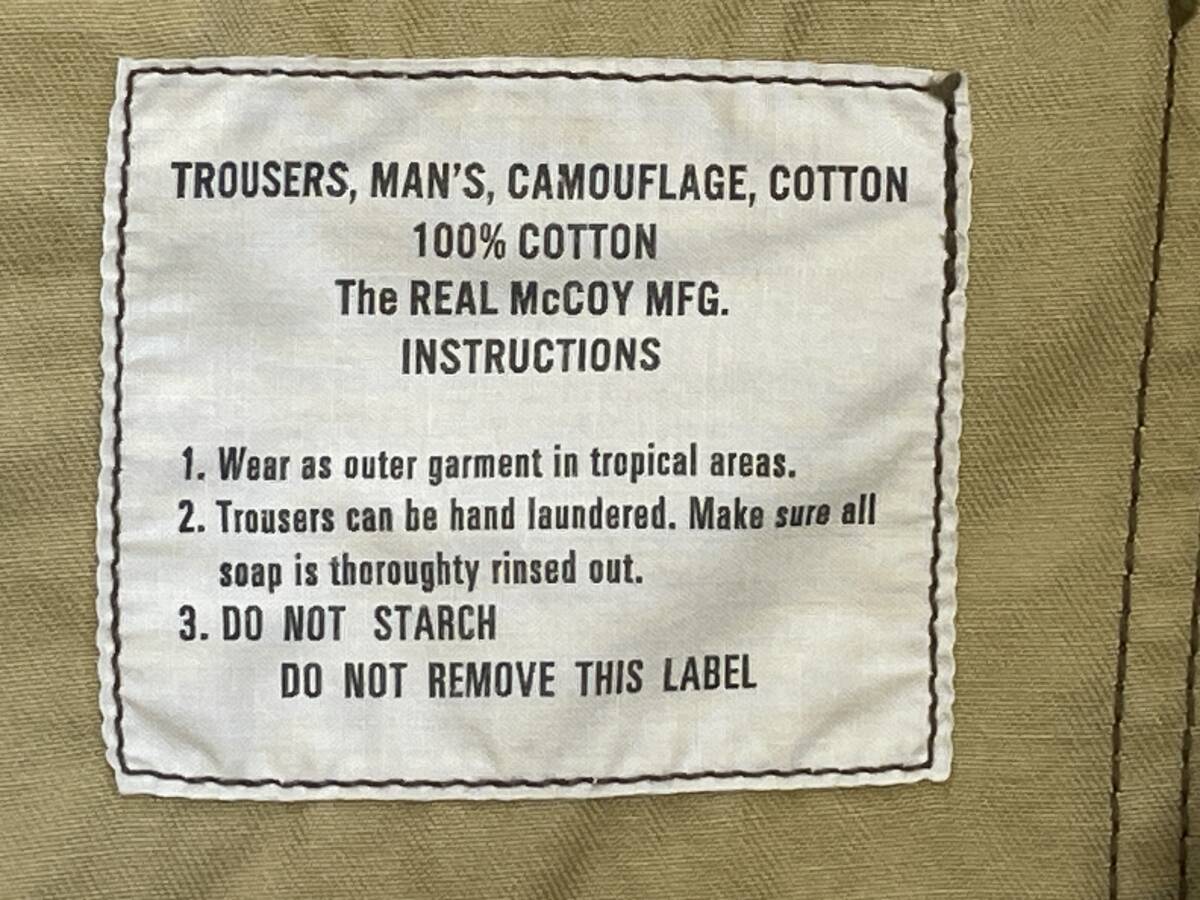 TROUSERS, MAN'S, CAMOUFLAGE, COTTON
100% COTTON
The REAL McCOY MFG.
INSTRUCTIONS
1. Wear as outer garment in tropical areas.
2. Trousers can be hand laundered. Make sure all
soap is thoroughty rinsed out.
3. DO NOT STARCH
DO NOT REMOVE THIS LABEL